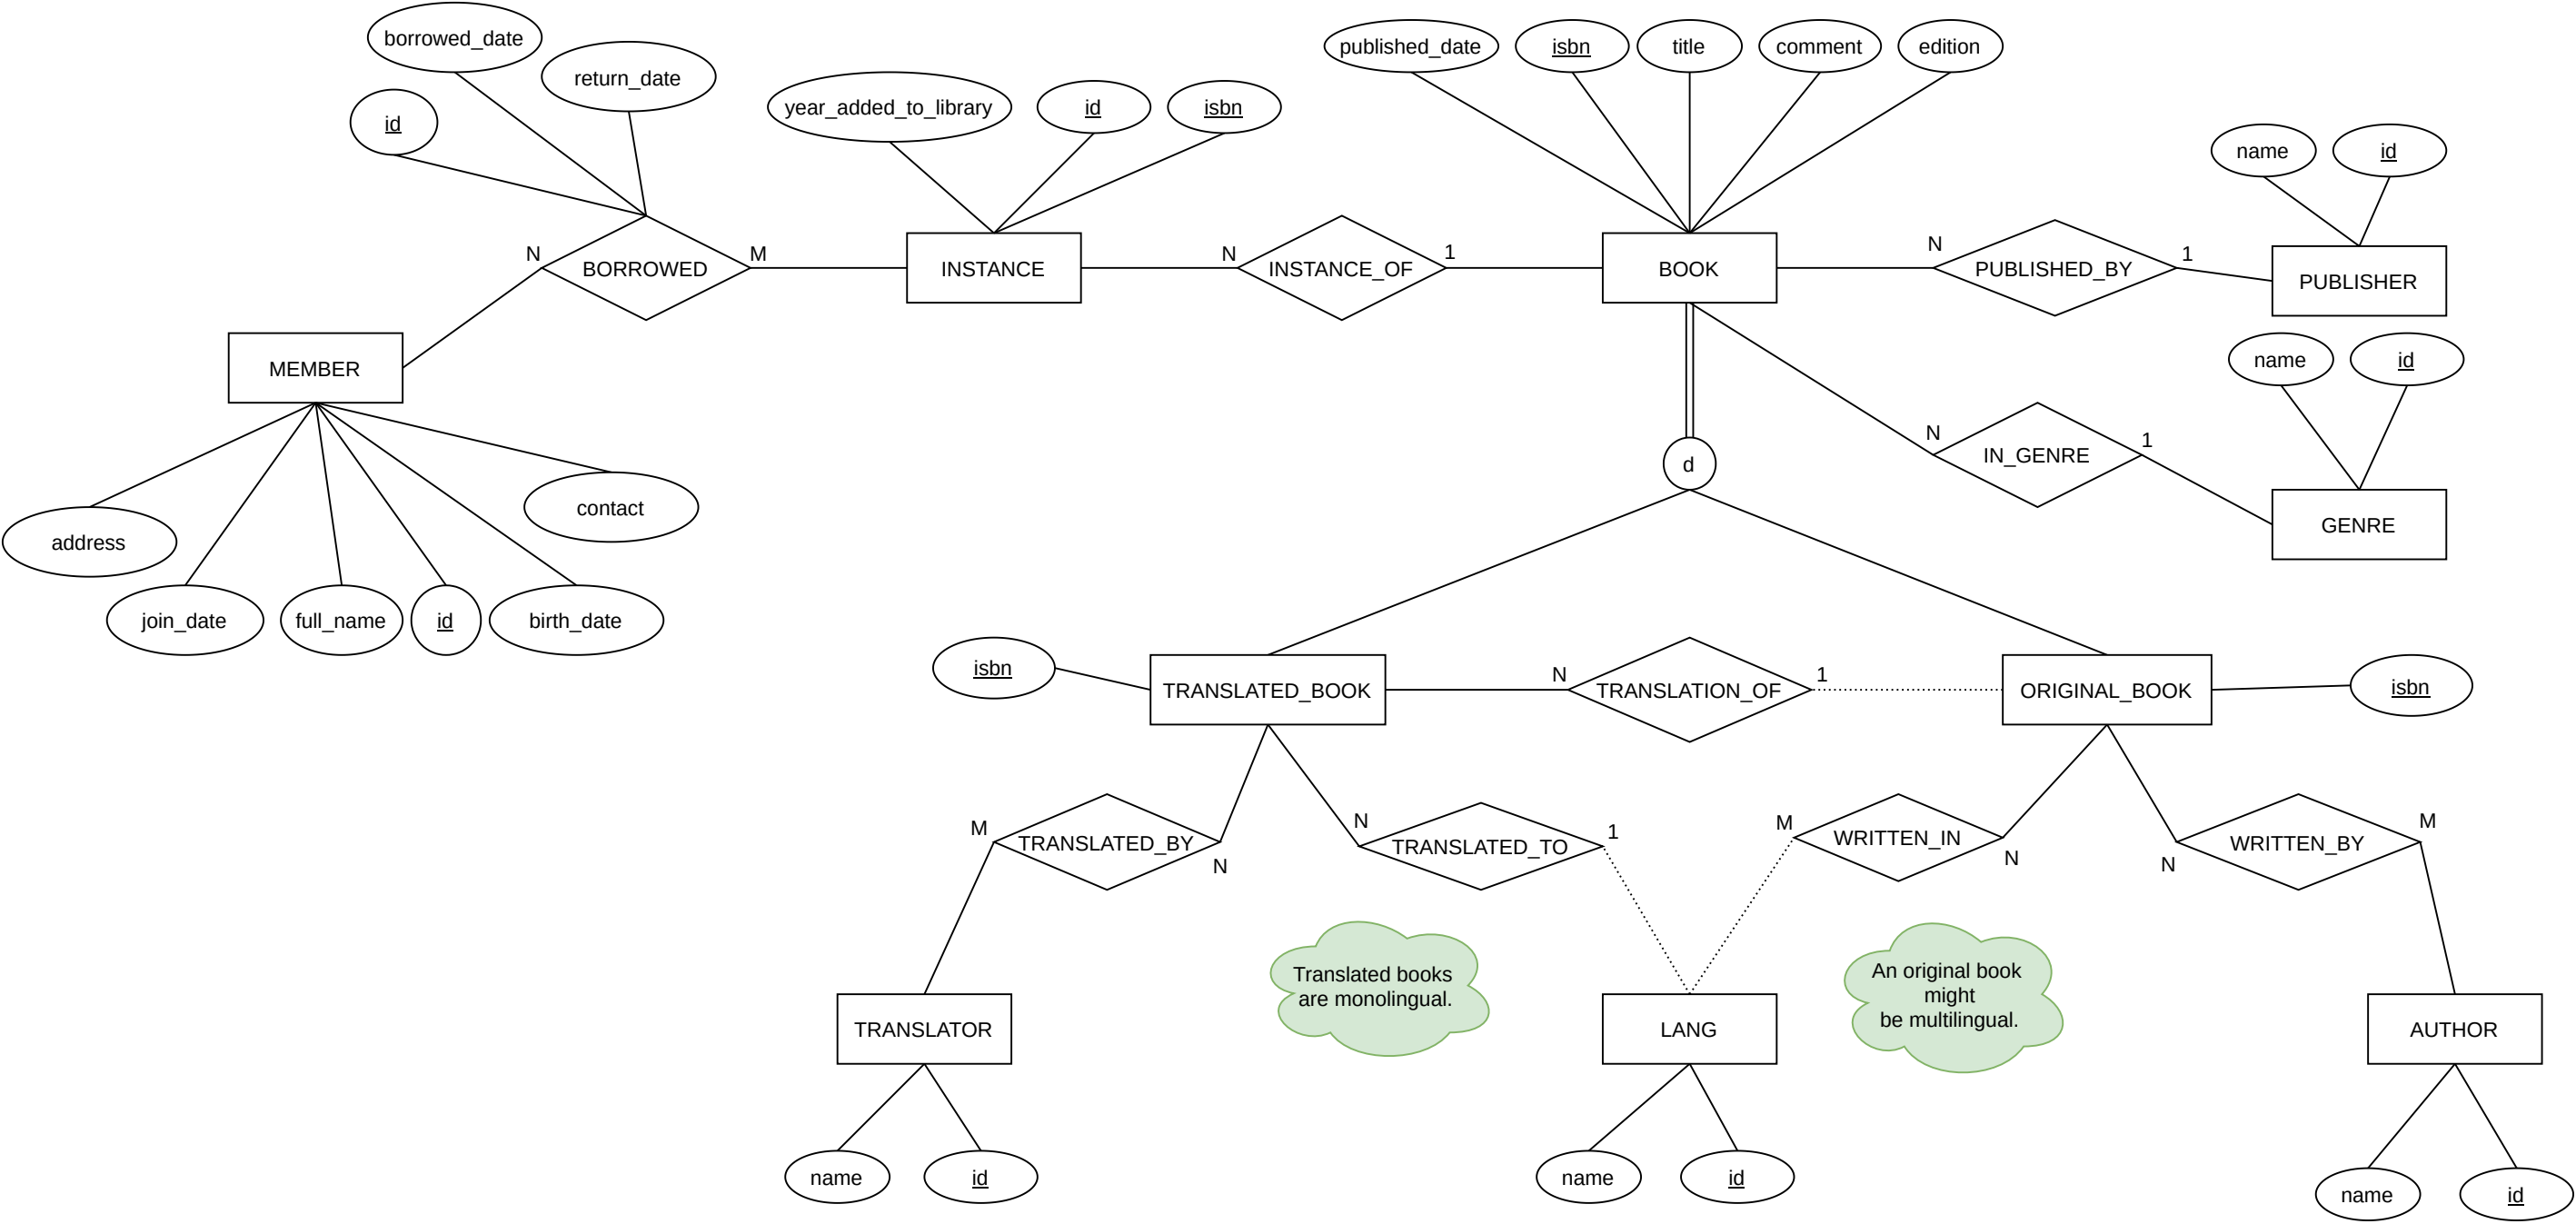 borrowed_date
return_date
id
published_date
isbn
title
comment
edition
year_added_to_library
id
isbn
name
id
N
BORROWED
M
INSTANCE
N
INSTANCE_OF
1
BOOK
N
PUBLISHED_BY
1
PUBLISHER
MEMBER
name
id
d
N
IN_GENRE
1
GENRE
address
contact
join_date
full_name
id
birth_date
isbn
TRANSLATED_BOOK
N
TRANSLATION_OF
1
ORIGINAL_BOOK
isbn
M
TRANSLATED_BY
N
N
TRANSLATED_TO
1
M
WRITTEN_IN
N
N
WRITTEN_BY
M
Translated books
are monolingual.
An original book
might
be multilingual.
TRANSLATOR
LANG
AUTHOR
name
id
name
id
name
id